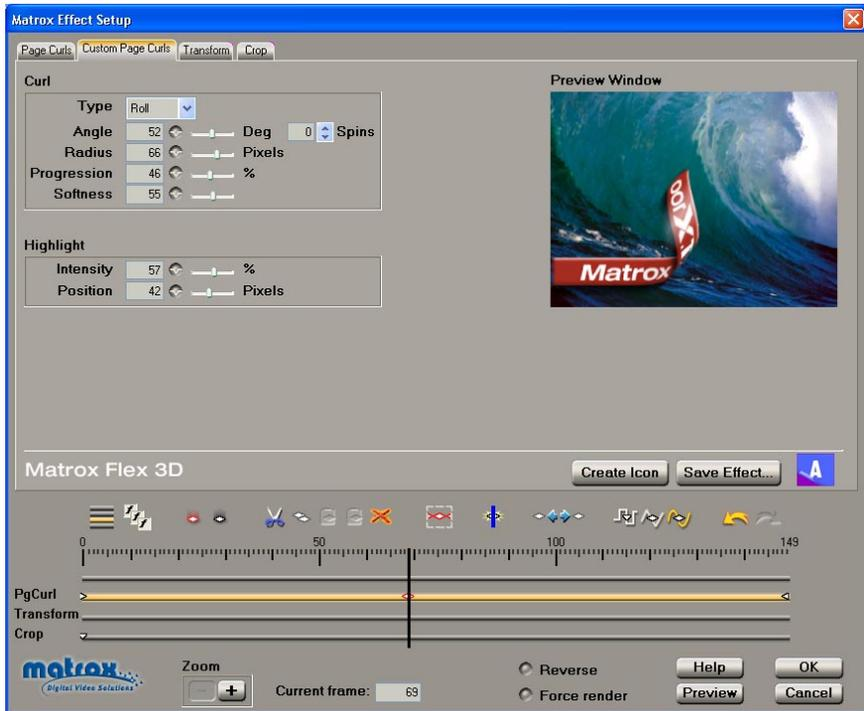 Matrox Effect Setup
Page Curls Custom Page Curls Transform Crop
Curl
Type Roll
Angle 52 Deg 0 Spins
Radius 66 Pixels
Progression 46 %
Softness 55
Highlight
Intensity 57 %
Position 42 Pixels
Preview Window
Matrox
RT.X100
Matrox Flex 3D
Create Icon Save Effect... A
0 50 100 149
PgCurl
Transform
Crop
matrox
Digital Video Solutions
Zoom
Current frame: 69
Reverse
Force render
Help OK
Preview Cancel